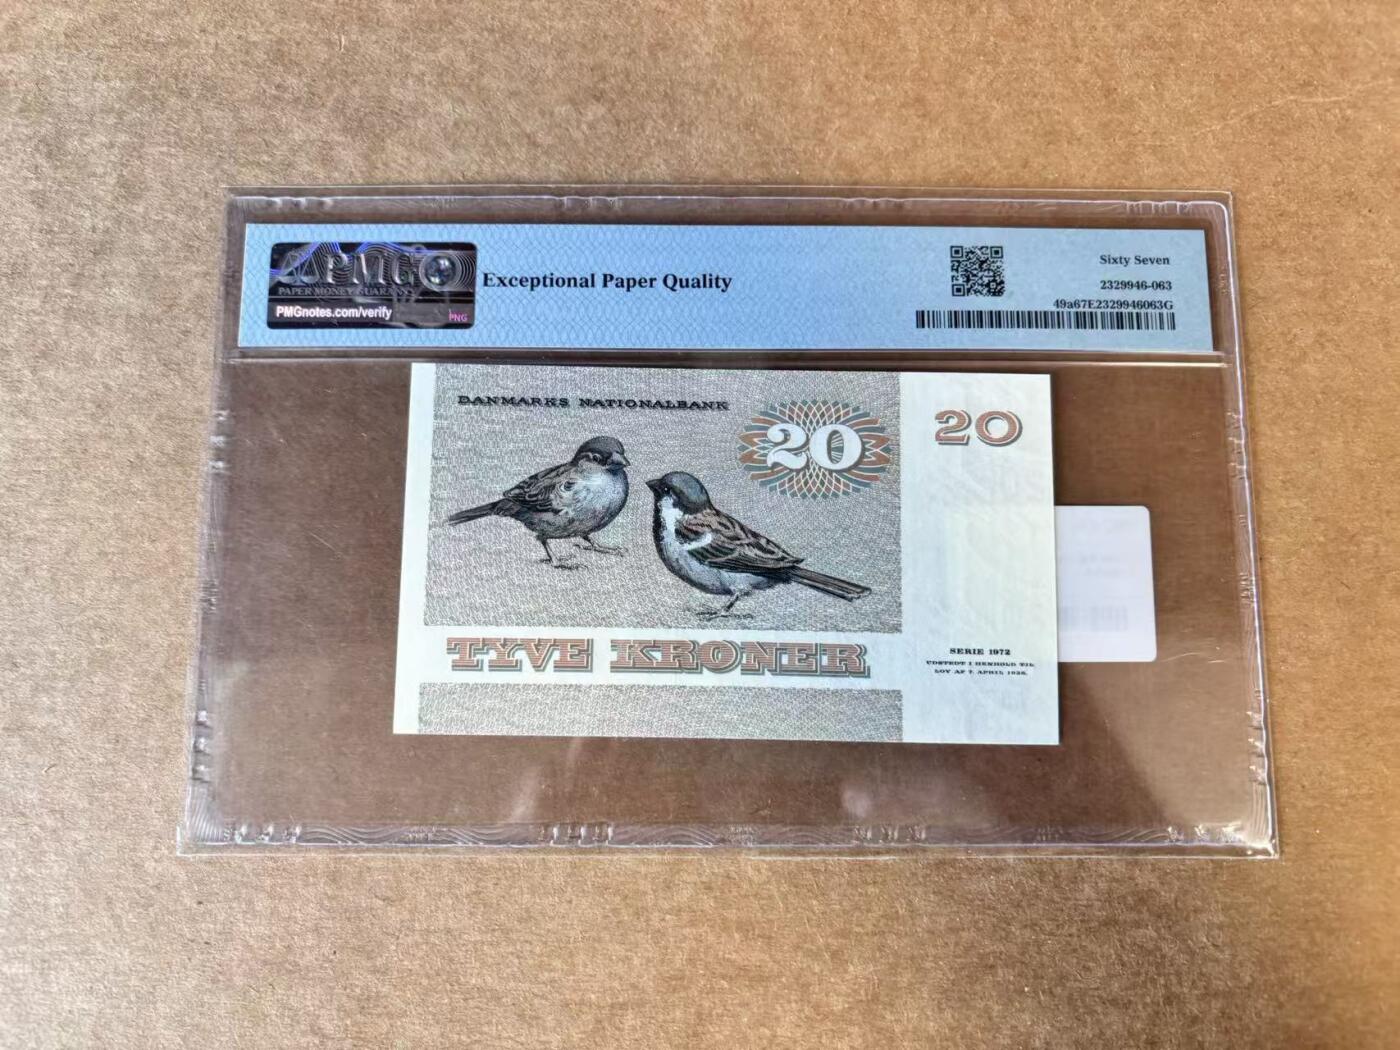 PMG
PAPER MONEY GUARANTY
PMGnotes.com/verify
PNG
Exceptional Paper Quality
Sixty Seven
2329946-063
49a67E2329946063G
DANMARKS NATIONALBANK
20
20
TYVE KRONER
SERIE 1972
UDSTEDT I HENHOLD TIL
LOV AF 7. APRIL 1936.